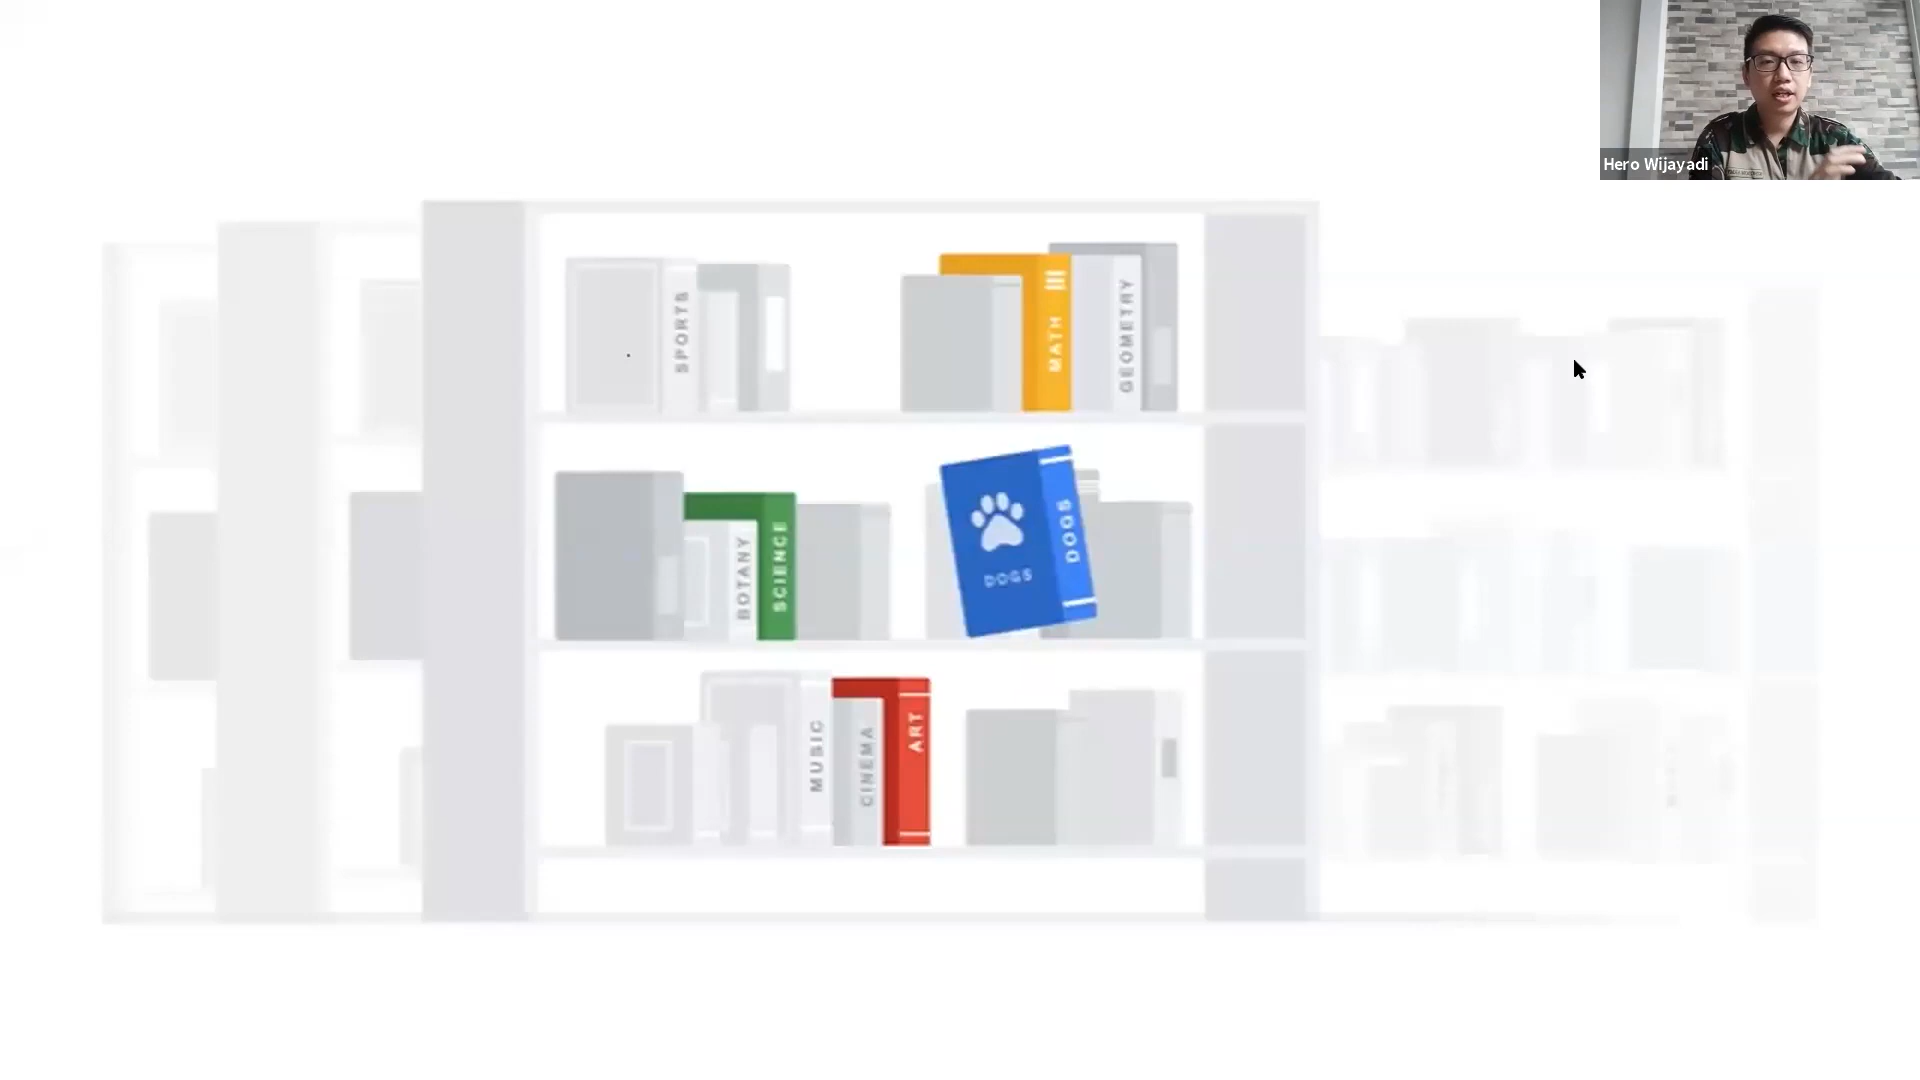 Hero Wijayadi
SPORTS
MATH
GEOMETRY
BOTANY
SCIENCE
DOGS
DOGS
MUSIC
CINEMA
ART